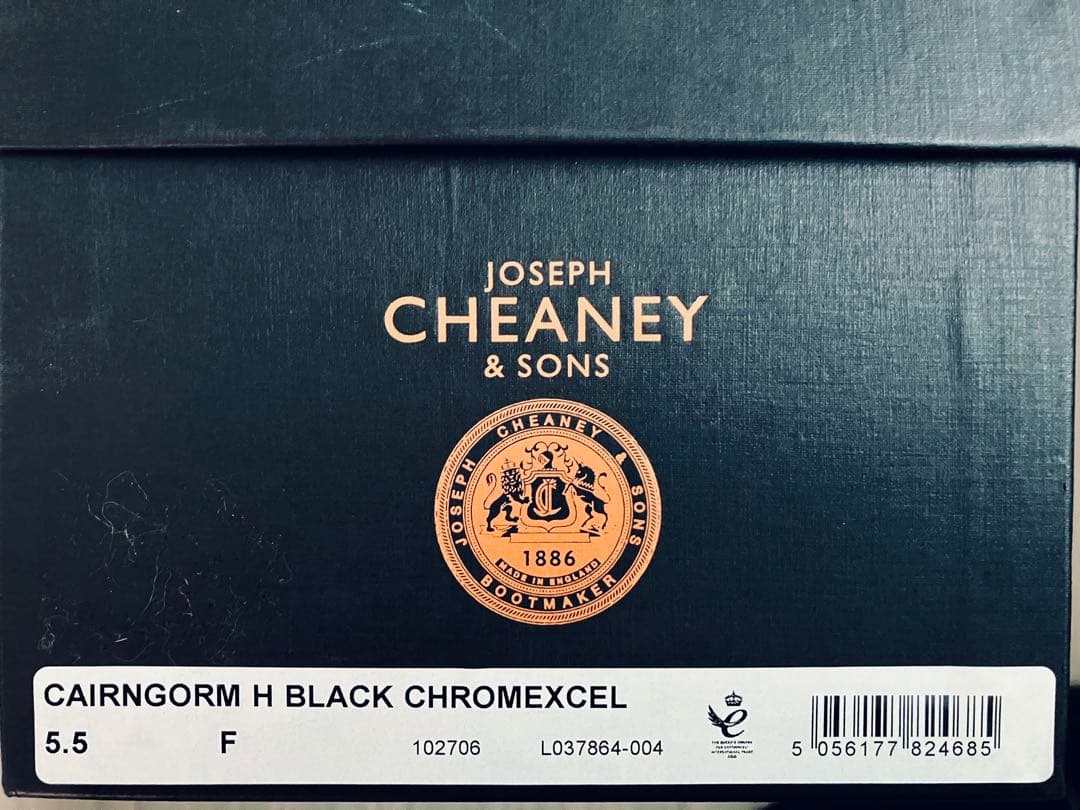 JOSEPH
CHEANEY
& SONS
JOSEPH CHEANEY & SONS
1886
MADE IN ENGLAND
BOOTMAKER
CAIRNGORM H BLACK CHROMEXCEL
5.5 F 102706 L037864-004
5 056177 824685